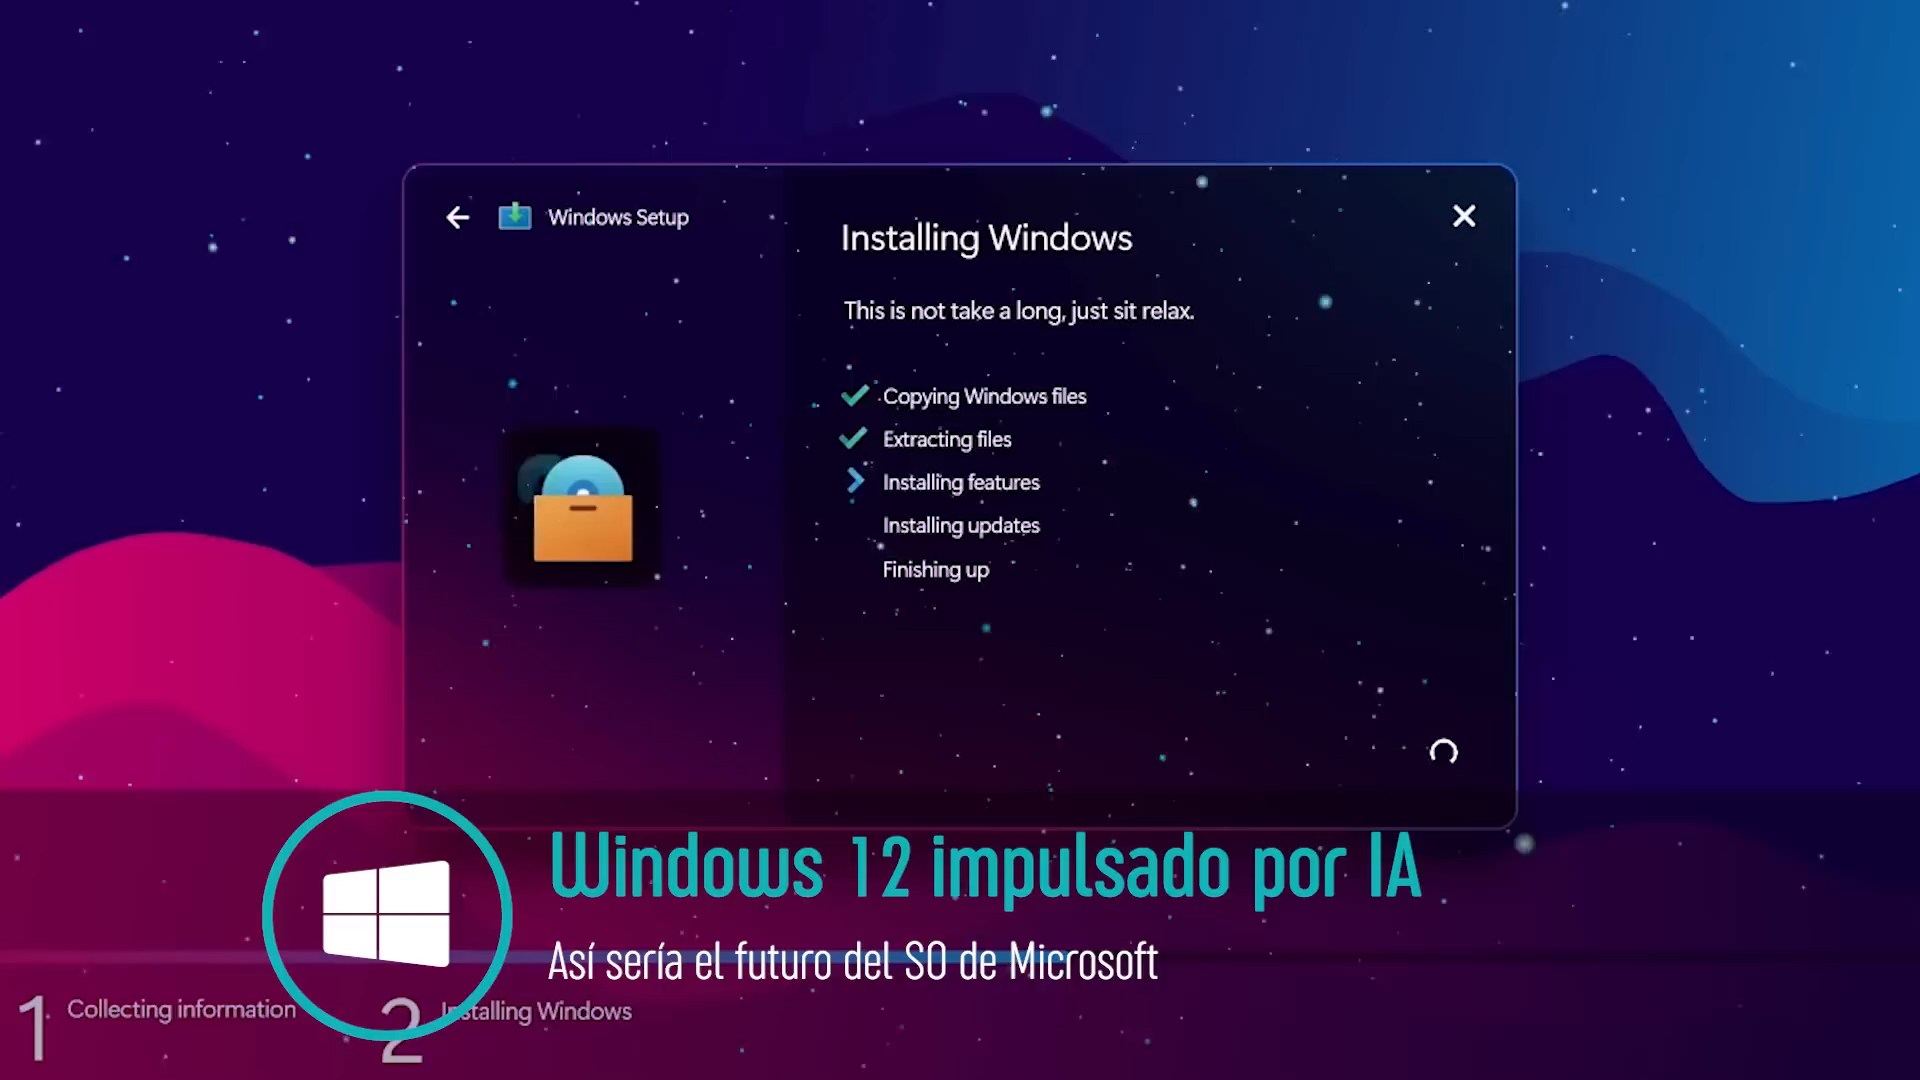 Windows Setup
Installing Windows
This is not take a long, just sit relax.
Copying Windows files
Extracting files
Installing features
Installing updates
Finishing up
Windows 12 impulsado por IA
Así sería el futuro del SO de Microsoft
1 Collecting information
2 Installing Windows